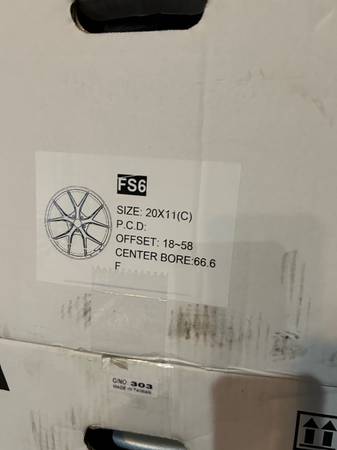 FS6
SIZE: 20X11(C)
P.C.D:
OFFSET: 18~58
CENTER BORE:66.6
F
C/NO. 303
MADE IN TAIWAN